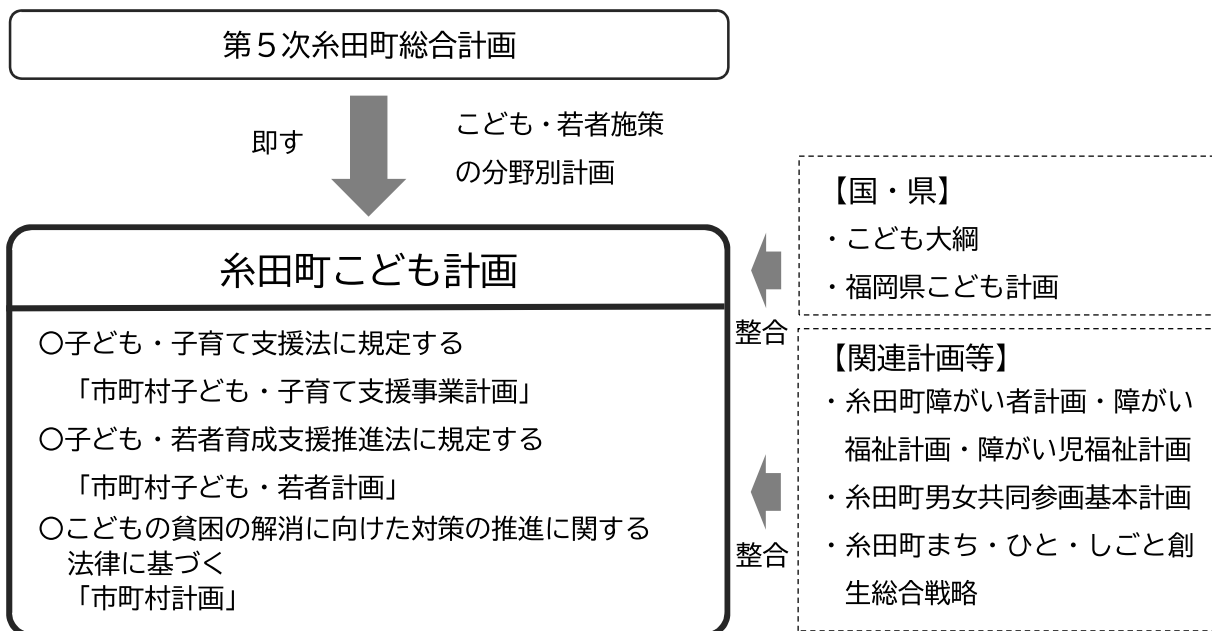 第５次糸田町総合計画
即す
こども・若者施策
の分野別計画
糸田町こども計画
〇子ども・子育て支援法に規定する
「市町村子ども・子育て支援事業計画」
〇子ども・若者育成支援推進法に規定する
「市町村子ども・若者計画」
〇こどもの貧困の解消に向けた対策の推進に関する
法律に基づく
「市町村計画」
整合
整合
【国・県】
・こども大綱
・福岡県こども計画
【関連計画等】
・糸田町障がい者計画・障がい
福祉計画・障がい児福祉計画
・糸田町男女共同参画基本計画
・糸田町まち・ひと・しごと創
生総合戦略